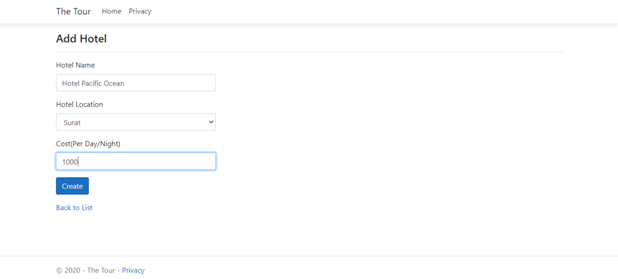 The Tour Home Privacy
Add Hotel
Hotel Name
Hotel Pacific Ocean
Hotel Location
Surat
Cost(Per Day/Night)
1000
Create
Back to List
© 2020 - The Tour - Privacy